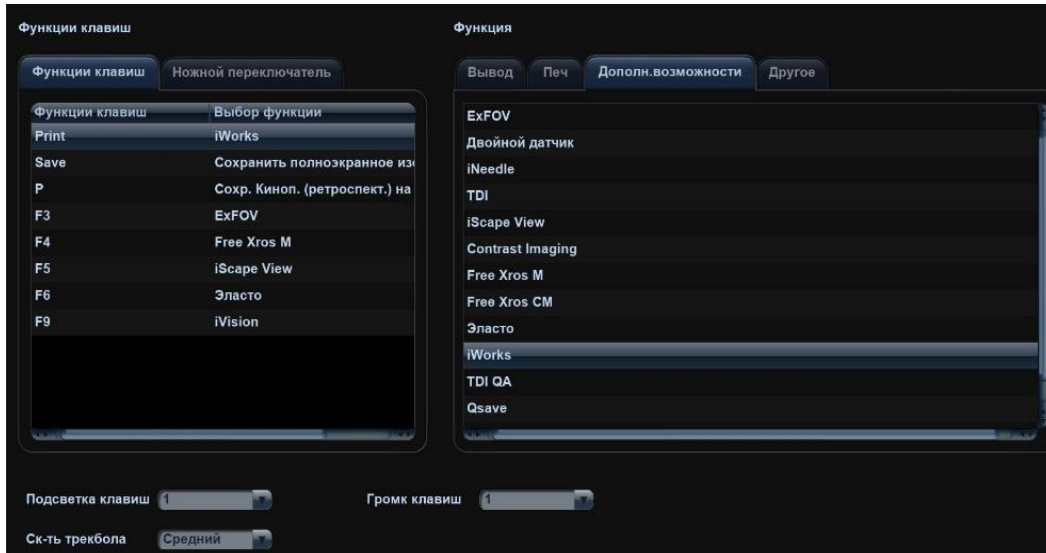 Функции клавиш
Функции клавиш Ножной переключатель
Функции клавиш Выбор функции
Print iWorks
Save Сохранить полноэкранное изо
P Сохр. Киноп. (ретроспект.) на
F3 ExFOV
F4 Free Xros M
F5 iScape View
F6 Эласто
F9 iVision
Функция
Вывод Печ Дополн.возможности Другое
ExFOV
Двойной датчик
iNeedle
TDI
iScape View
Contrast Imaging
Free Xros M
Free Xros CM
Эласто
iWorks
TDI QA
Qsave
Подсветка клавиш 1 Громк клавиш 1
Ск-ть трекбола Средний